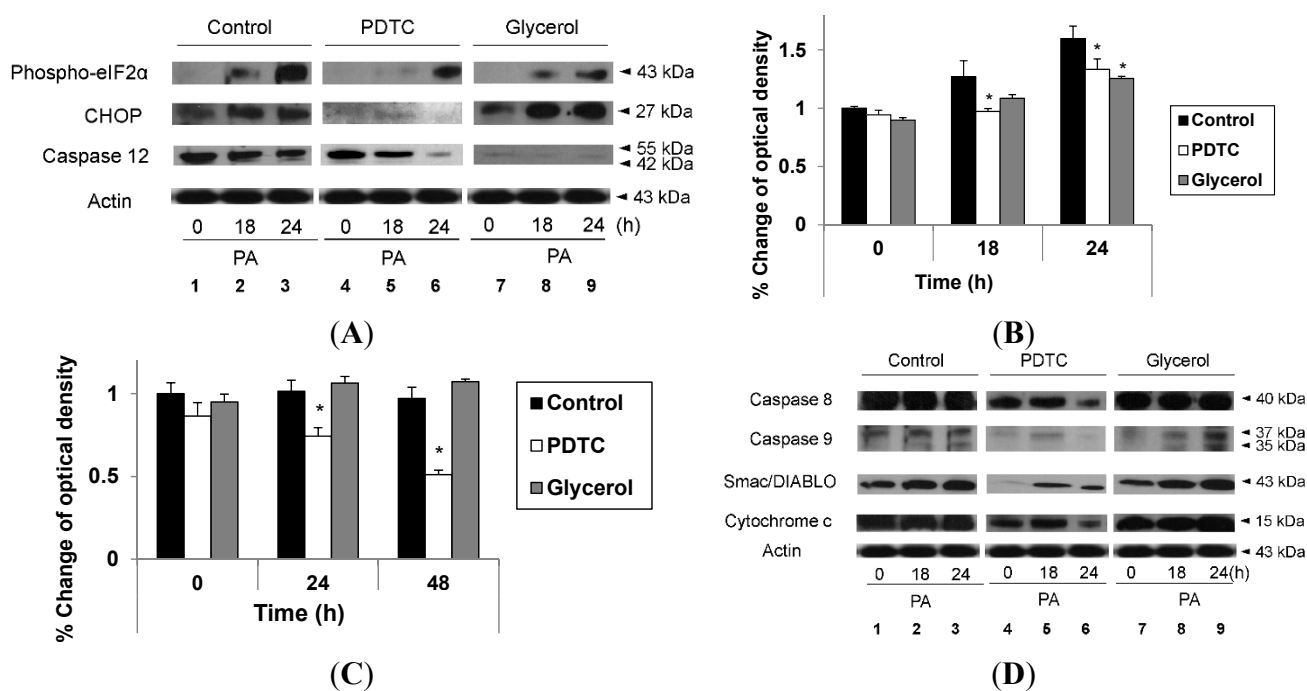 Control PDTC Glycerol
Phospho-eIF2α ◄ 43 kDa
CHOP ◄ 27 kDa
Caspase 12 ◄ 55 kDa
◄ 42 kDa
Actin ◄ 43 kDa
0 18 24 0 18 24 0 18 24 (h)
PA PA PA
1 2 3 4 5 6 7 8 9
(A)
% Change of optical density
1.5
1
0.5
0
0 18 24
Time (h)
Control
PDTC
Glycerol
* * *
(B)
% Change of optical density
1
0.5
0
0 24 48
Time (h)
Control
PDTC
Glycerol
* *
(C)
Control PDTC Glycerol
Caspase 8 ◄ 40 kDa
Caspase 9 ◄ 37 kDa
◄ 35 kDa
Smac/DIABLO ◄ 43 kDa
Cytochrome c ◄ 15 kDa
Actin ◄ 43 kDa
0 18 24 0 18 24 0 18 24(h)
PA PA PA
1 2 3 4 5 6 7 8 9
(D)